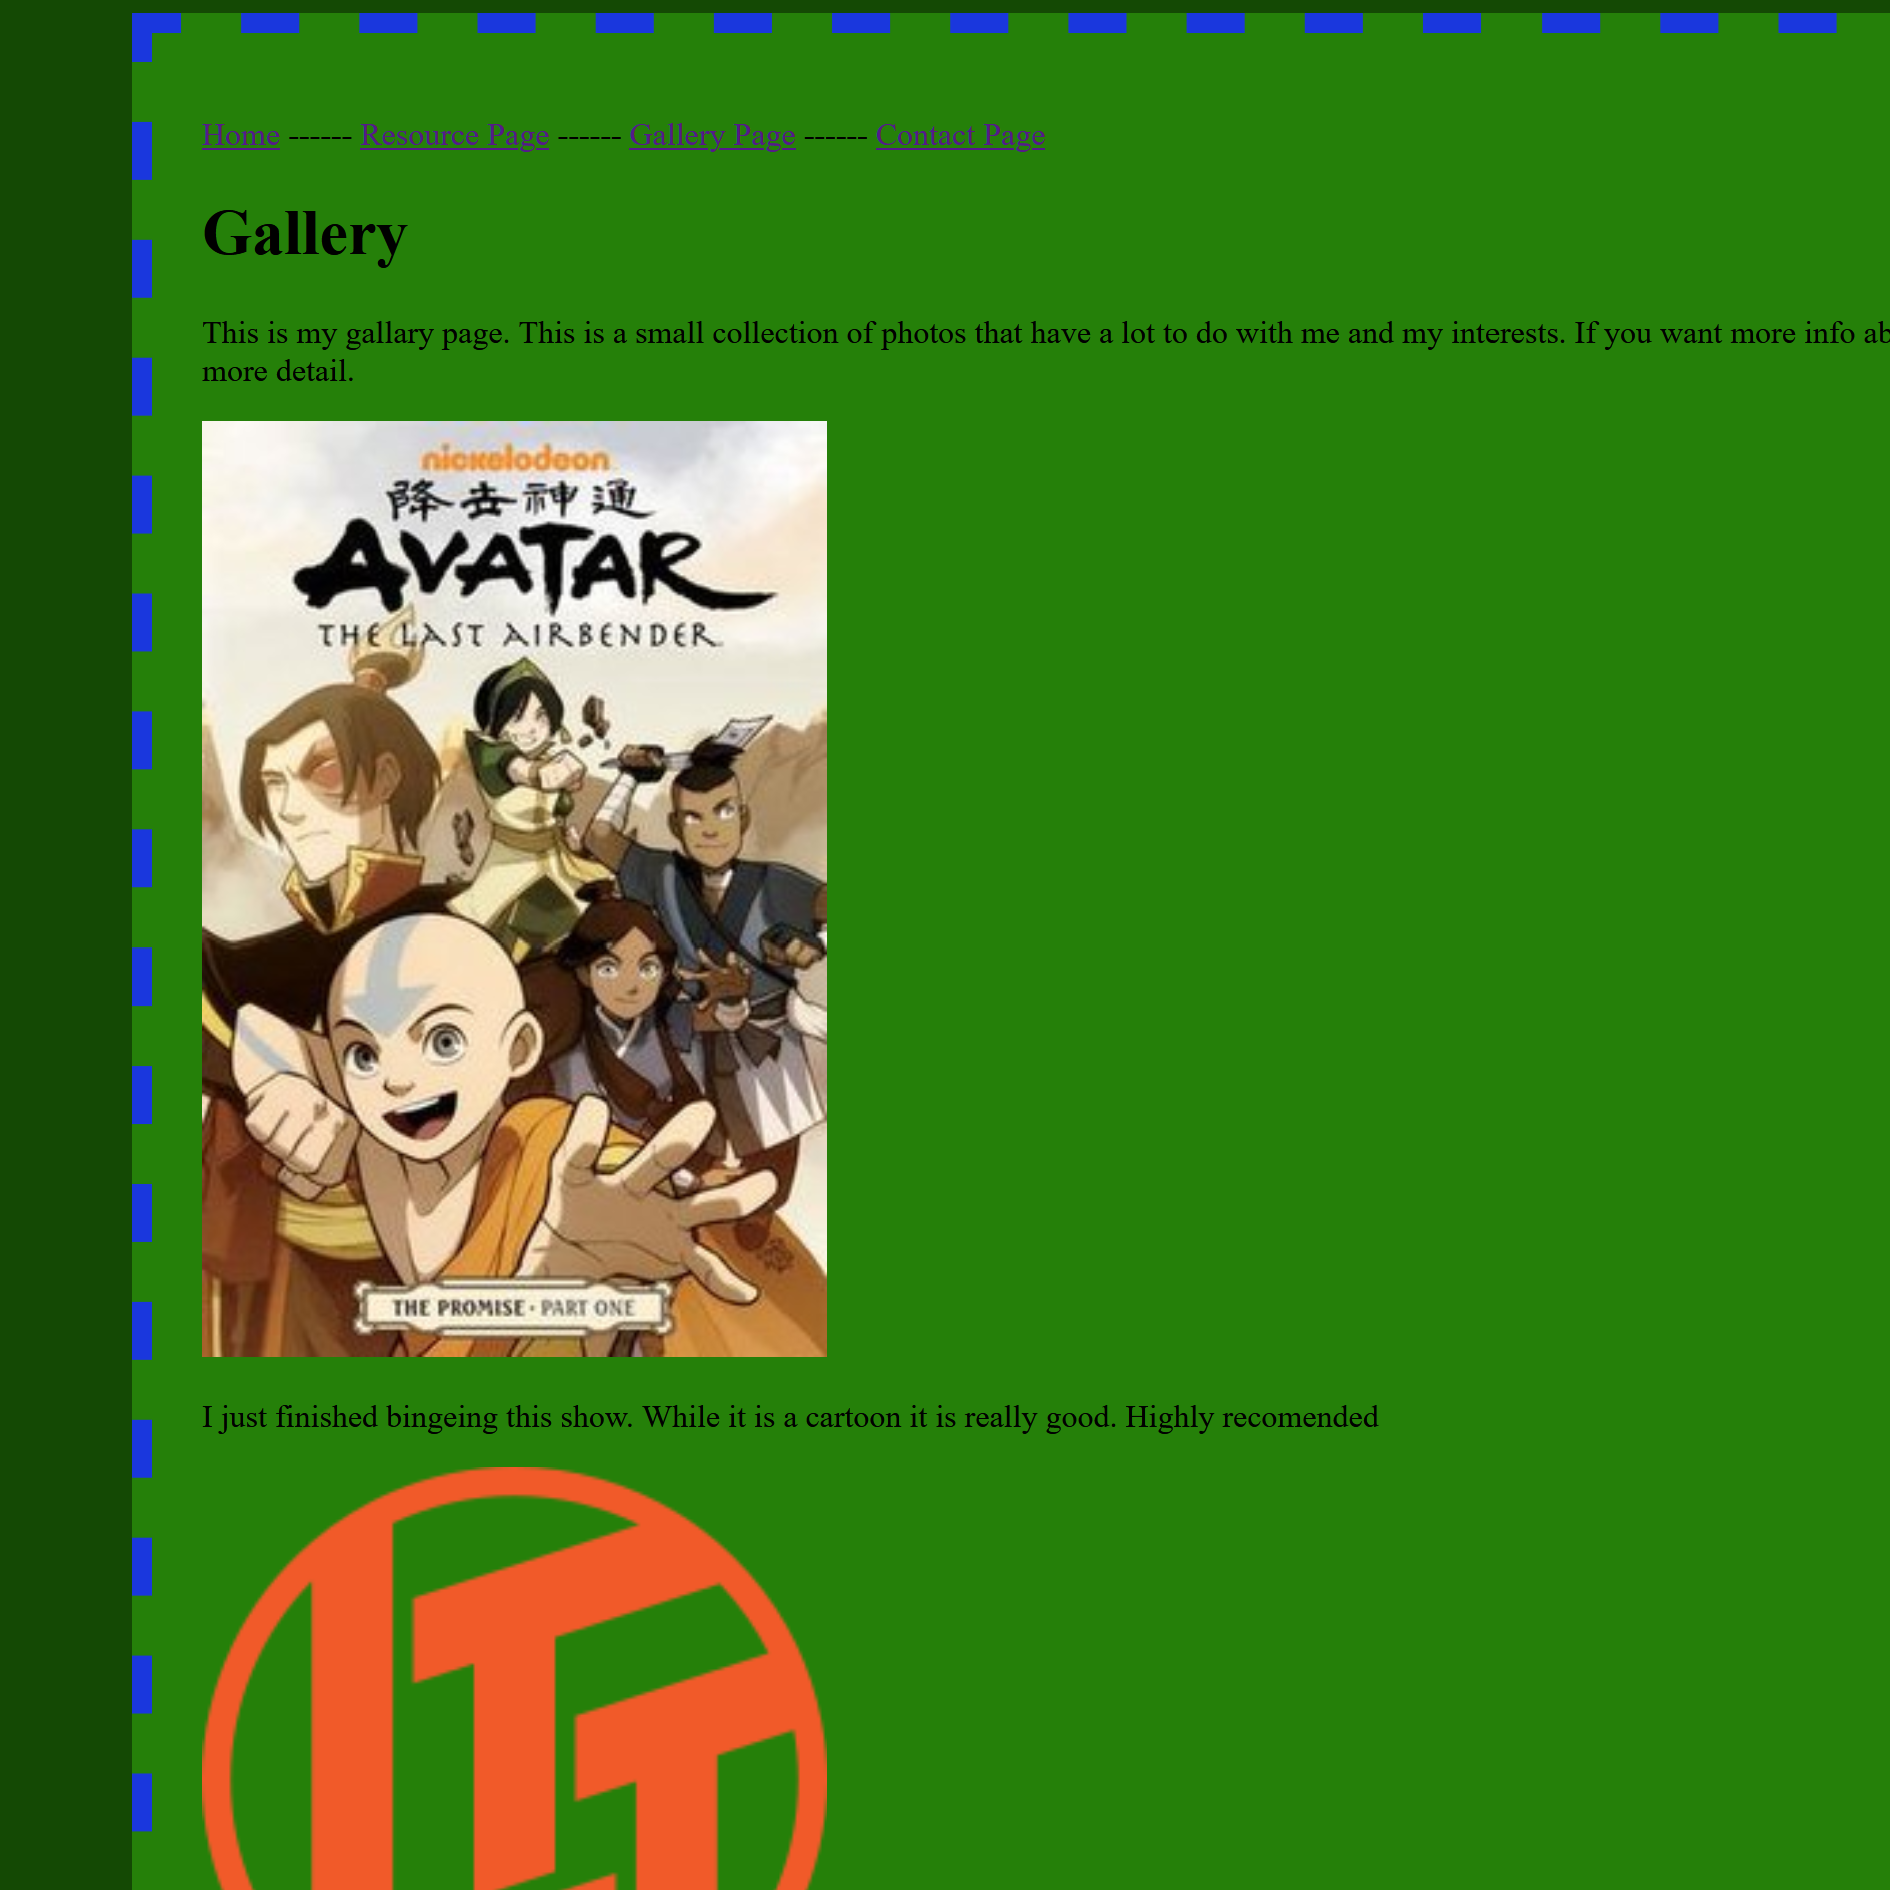 Home ------ Resource Page ------ Gallery Page ------ Contact Page
Gallery
This is my gallary page. This is a small collection of photos that have a lot to do with me and my interests. If you want more info ab
more detail.
nickelodeon
降去神通
AVATAR
THE LAST AIRBENDER
THE PROMISE · PART ONE
I just finished bingeing this show. While it is a cartoon it is really good. Highly recomended